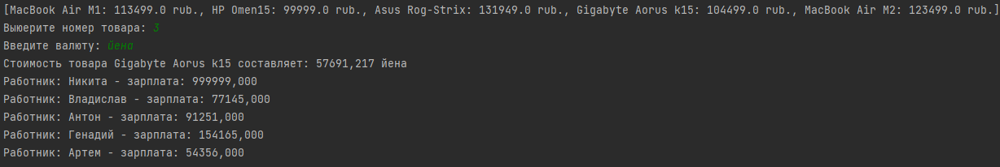 [MacBook Air M1: 113499.0 rub., HP Omen15: 99999.0 rub., Asus Rog-Strix: 131949.0 rub., Gigabyte Aorus k15: 104499.0 rub., MacBook Air M2: 123499.0 rub.]
Выюерите номер товара: 3
Введите валюту: йена
Стоимость товара Gigabyte Aorus k15 составляет: 57691,217 йена
Работник: Никита - зарплата: 999999,000
Работник: Владислав - зарплата: 77145,000
Работник: Антон - зарплата: 91251,000
Работник: Генадий - зарплата: 154165,000
Работник: Артем - зарплата: 54356,000